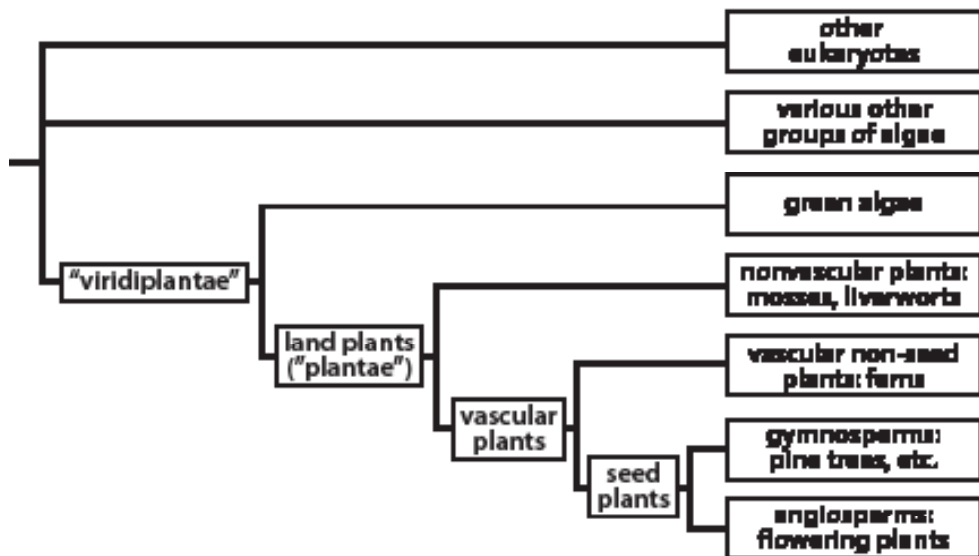 other
eukaryotes
various other
groups of algae
green algae
"viridiplantae"
nonvascular plants:
mosses, liverworts
land plants
("plantae")
vascular non-seed
plants: ferns
vascular
plants
gymnosperms:
pine trees, etc.
seed
plants
angiosperms:
flowering plants